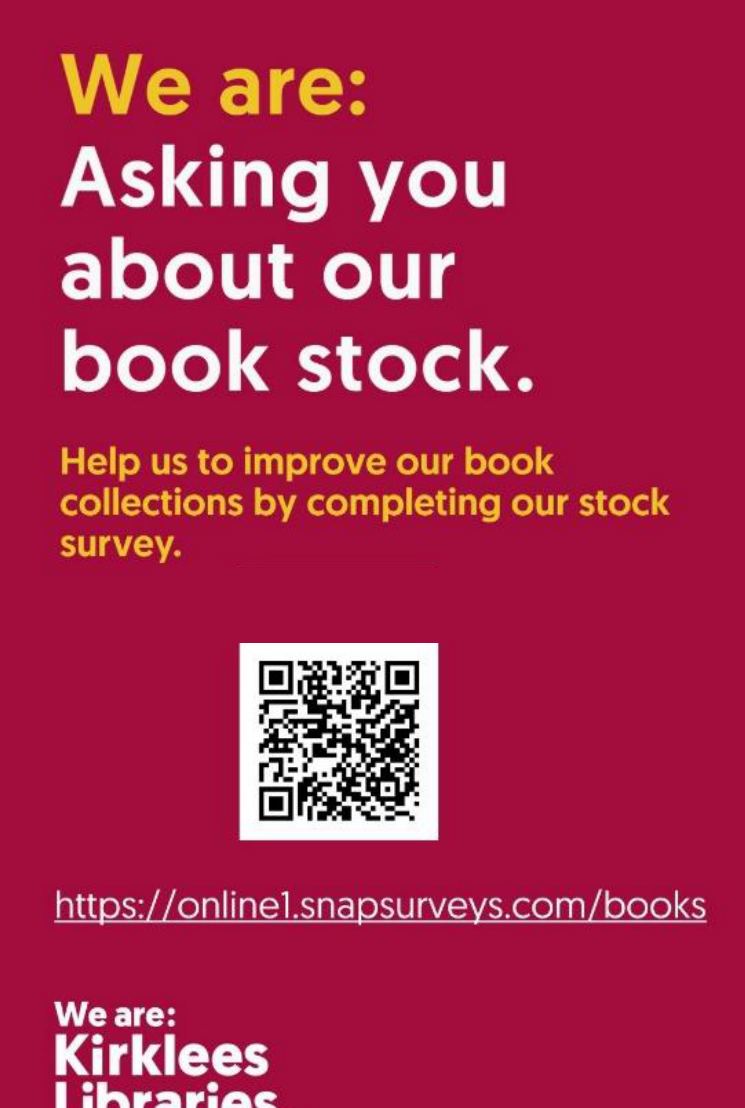 We are:
Asking you
about our
book stock.
Help us to improve our book
collections by completing our stock
survey.
https://online1.snapsurveys.com/books
We are:
Kirklees
Libraries